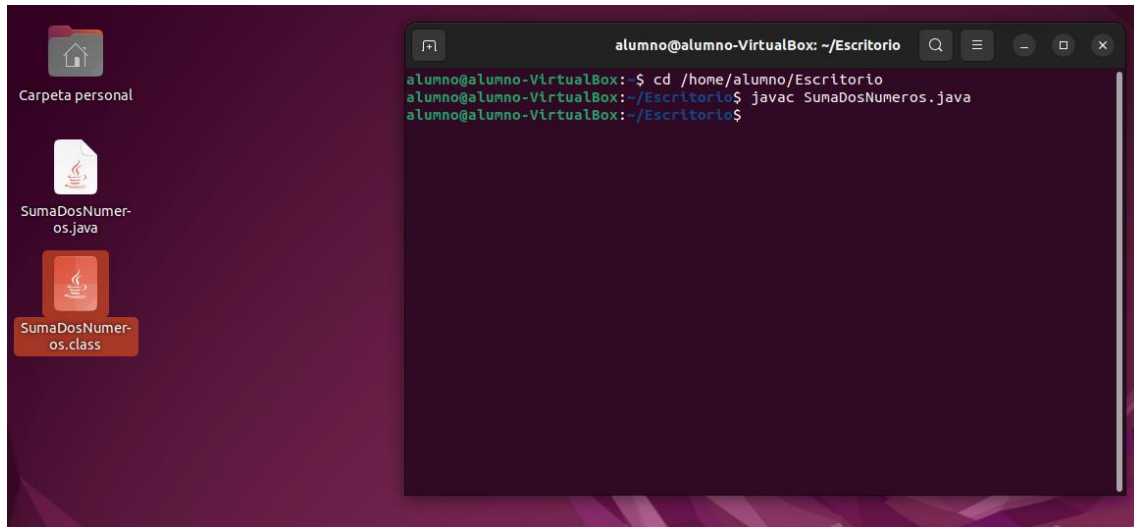 Carpeta personal
SumaDosNumer-
os.java
SumaDosNumer-
os.class
alumno@alumno-VirtualBox: ~/Escritorio
alumno@alumno-VirtualBox:~$ cd /home/alumno/Escritorio
alumno@alumno-VirtualBox:~/Escritorio$ javac SumaDosNumeros.java
alumno@alumno-VirtualBox:~/Escritorio$